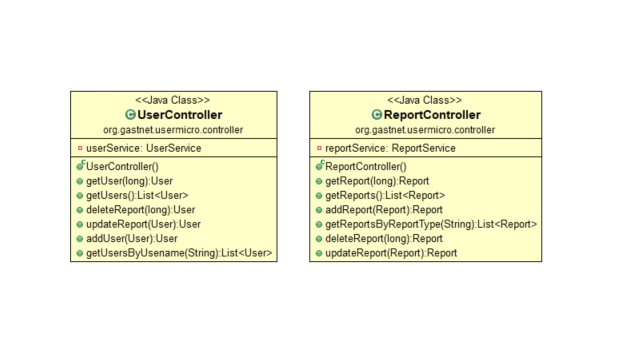 <<Java Class>>
UserController
org.gastnet.usermicro.controller
userService: UserService
UserController()
getUser(long):User
getUsers():List<User>
deleteReport(long):User
updateReport(User):User
addUser(User):User
getUsersByUsename(String):List<User>
<<Java Class>>
ReportController
org.gastnet.usermicro.controller
reportService: ReportService
ReportController()
getReport(long):Report
getReports():List<Report>
addReport(Report):Report
getReportsByReportType(String):List<Report>
deleteReport(long):Report
updateReport(Report):Report